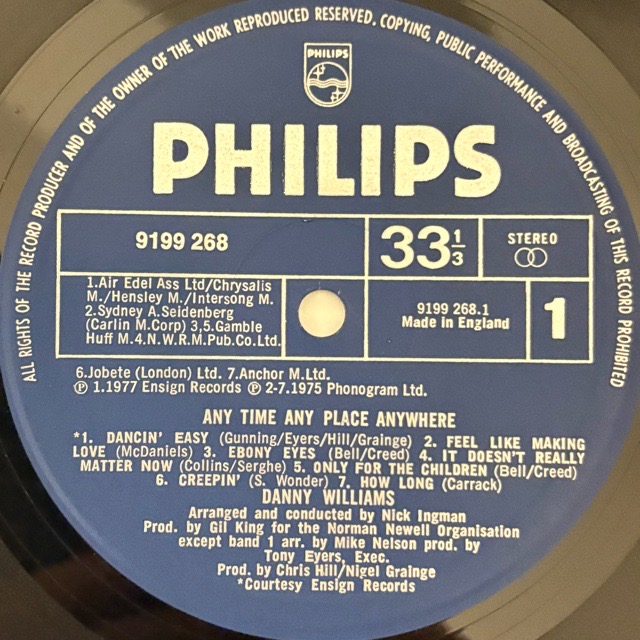 ALL RIGHTS OF THE RECORD PRODUCER AND OF THE OWNER OF THE WORK REPRODUCED RESERVED. COPYING, PUBLIC PERFORMANCE AND BROADCASTING OF THIS RECORD PROHIBITED
PHILIPS
PHILIPS
9199 268
33 1/3
STEREO
1.Air Edel Ass Ltd/Chrysalis
M./Hensley M./Intersong M.
2.Sydney A.Seidenberg
(Carlin M.Corp) 3,5.Gamble
Huff M.4.N.W.R.M.Pub.Co.Ltd.
9199 268.1
Made in England
1
6.Jobete (London) Ltd. 7.Anchor M.Ltd.
Ⓟ 1.1977 Ensign Records Ⓟ 2-7.1975 Phonogram Ltd.
ANY TIME ANY PLACE ANYWHERE
*1. DANCIN' EASY (Gunning/Eyers/Hill/Grainge) 2. FEEL LIKE MAKING
LOVE (McDaniels) 3. EBONY EYES (Bell/Creed) 4. IT DOESN'T REALLY
MATTER NOW (Collins/Serghe) 5. ONLY FOR THE CHILDREN (Bell/Creed)
6. CREEPIN' (S. Wonder) 7. HOW LONG (Carrack)
DANNY WILLIAMS
Arranged and conducted by Nick Ingman
Prod. by Gil King for the Norman Newell Organisation
except band 1 arr. by Mike Nelson prod. by
Tony Eyers, Exec.
Prod. by Chris Hill/Nigel Grainge
*Courtesy Ensign Records